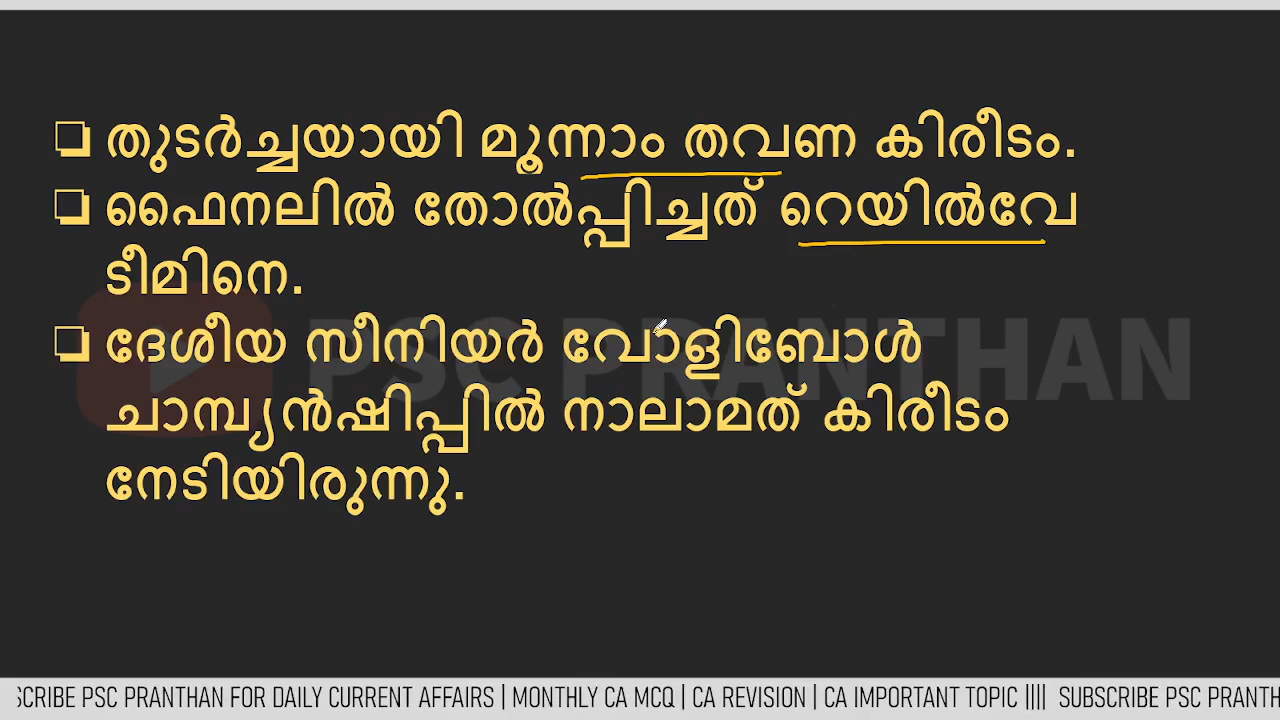 ❑ തുടർച്ചയായി മൂന്നാം തവണ കിരീടം.
❑ ഫൈനലിൽ തോൽപ്പിച്ചത് റെയിൽവേ
ടീമിനെ.
❑ ദേശീയ സീനിയർ വോളിബോൾ
ചാമ്പ്യൻഷിപ്പിൽ നാലാമത് കിരീടം
നേടിയിരുന്നു.
PSC PRANTHAN
SCRIBE PSC PRANTHAN FOR DAILY CURRENT AFFAIRS | MONTHLY CA MCQ | CA REVISION | CA IMPORTANT TOPIC |||| SUBSCRIBE PSC PRANTH